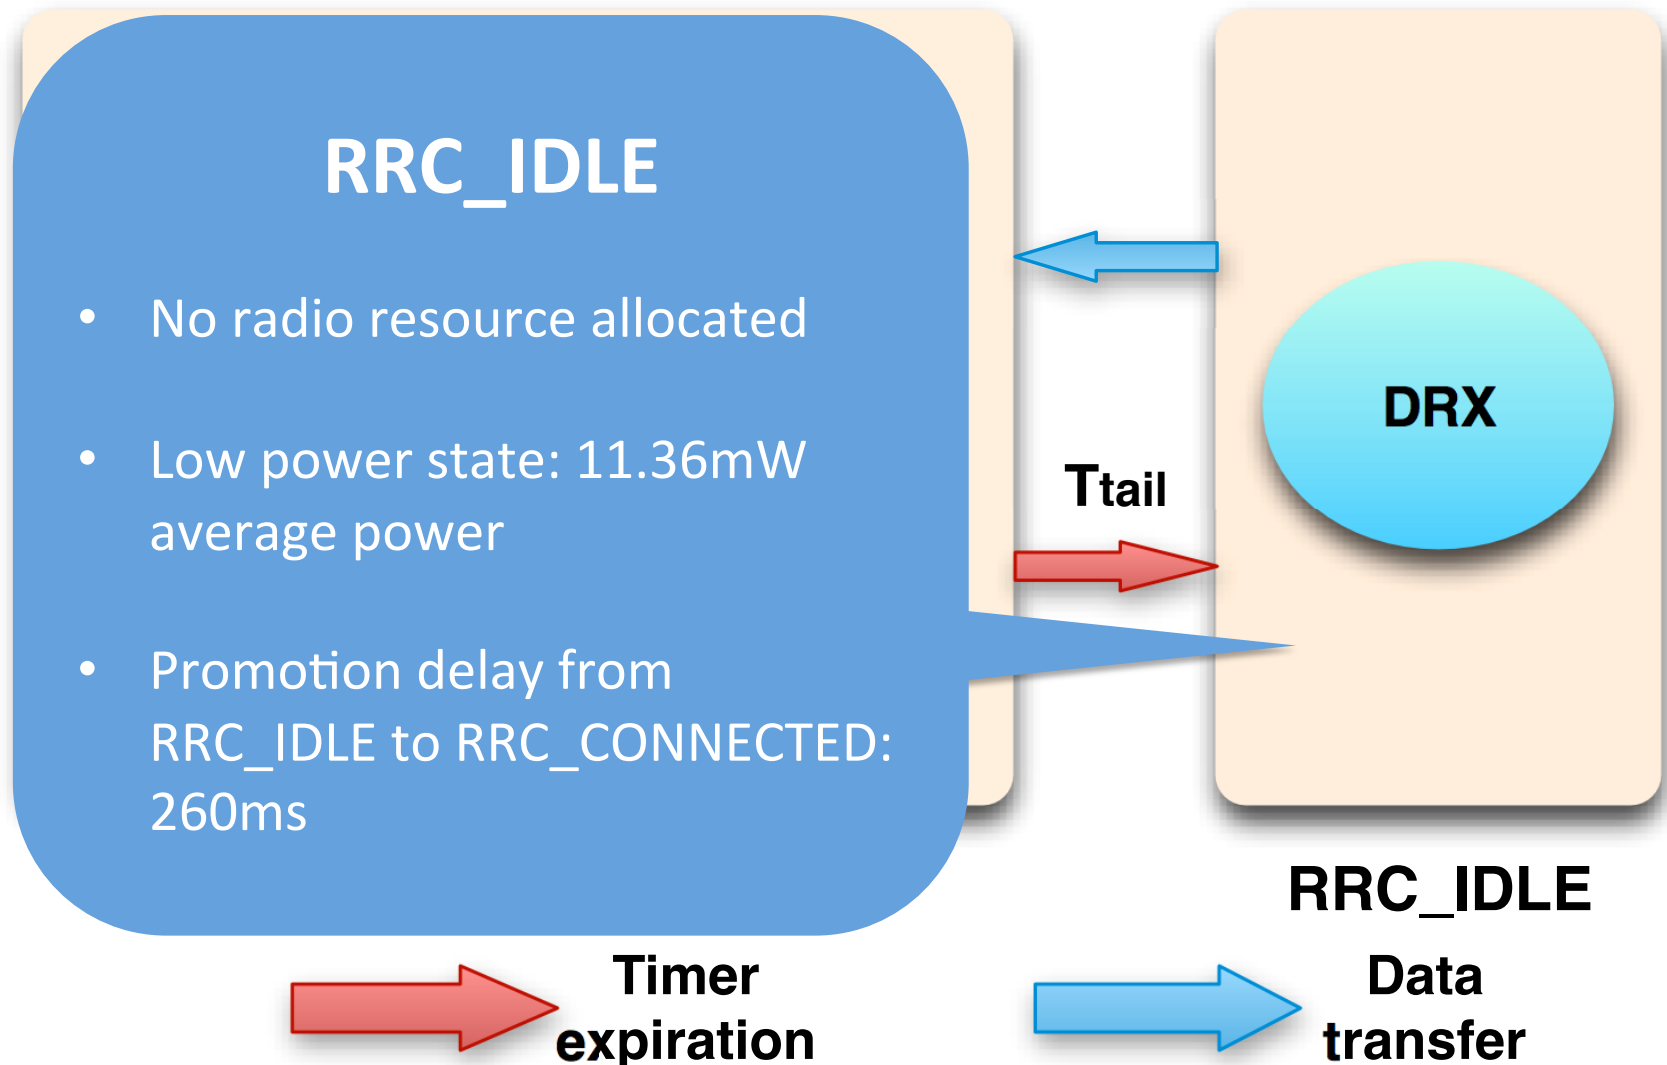 RRC_IDLE
• No radio resource allocated
• Low power state: 11.36mW
average power
• Promotion delay from
RRC_IDLE to RRC_CONNECTED:
260ms
Ttail
DRX
RRC_IDLE
Timer
expiration
Data
transfer